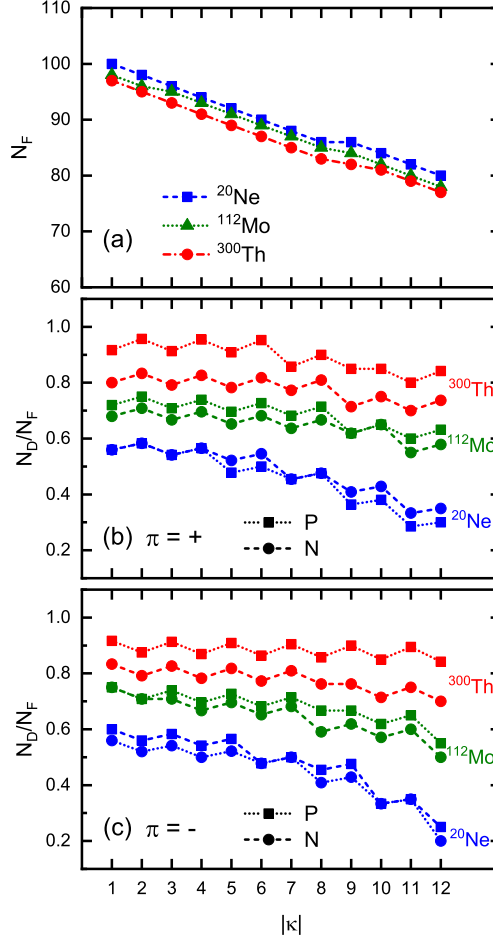 100
90
80
70
60
N_F
²⁰Ne
¹¹²Mo
³⁰⁰Th
(a)
1.0
0.8
0.6
0.4
0.2
N_D/N_F
³⁰⁰Th
¹¹²Mo
²⁰Ne
P
N
(b) π = +
1.0
0.8
0.6
0.4
0.2
N_D/N_F
³⁰⁰Th
¹¹²Mo
²⁰Ne
P
N
(c) π = -
1 2 3 4 5 6 7 8 9 10 11 12
|κ|